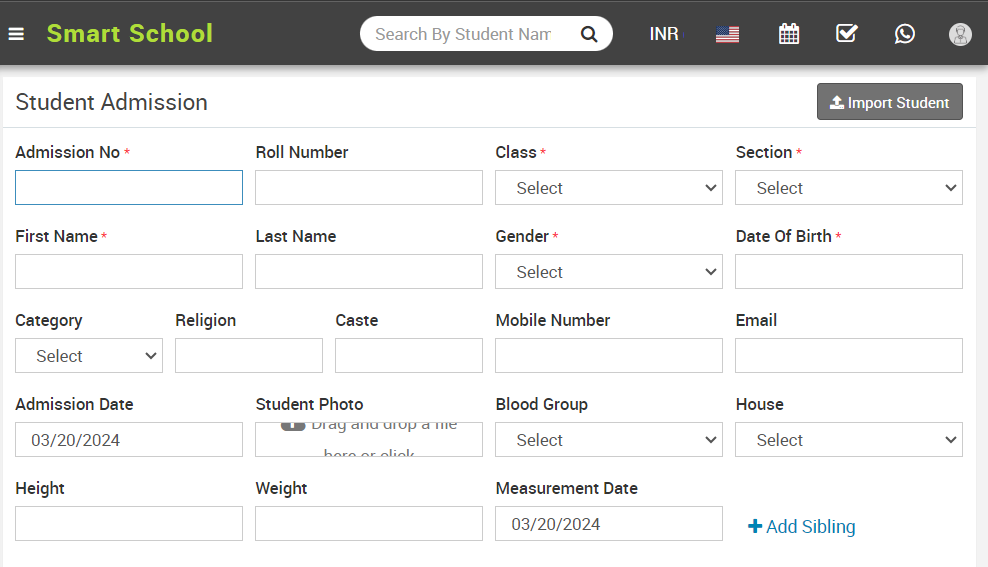 Smart School
Search By Student Nam
INR
Student Admission
Import Student
Admission No *
Roll Number
Class *
Section *
Select
Select
First Name *
Last Name
Gender *
Date Of Birth *
Select
Category
Religion
Caste
Mobile Number
Email
Select
Admission Date
Student Photo
Blood Group
House
03/20/2024
Drag and drop a file
here or click
Select
Select
Height
Weight
Measurement Date
03/20/2024
Add Sibling